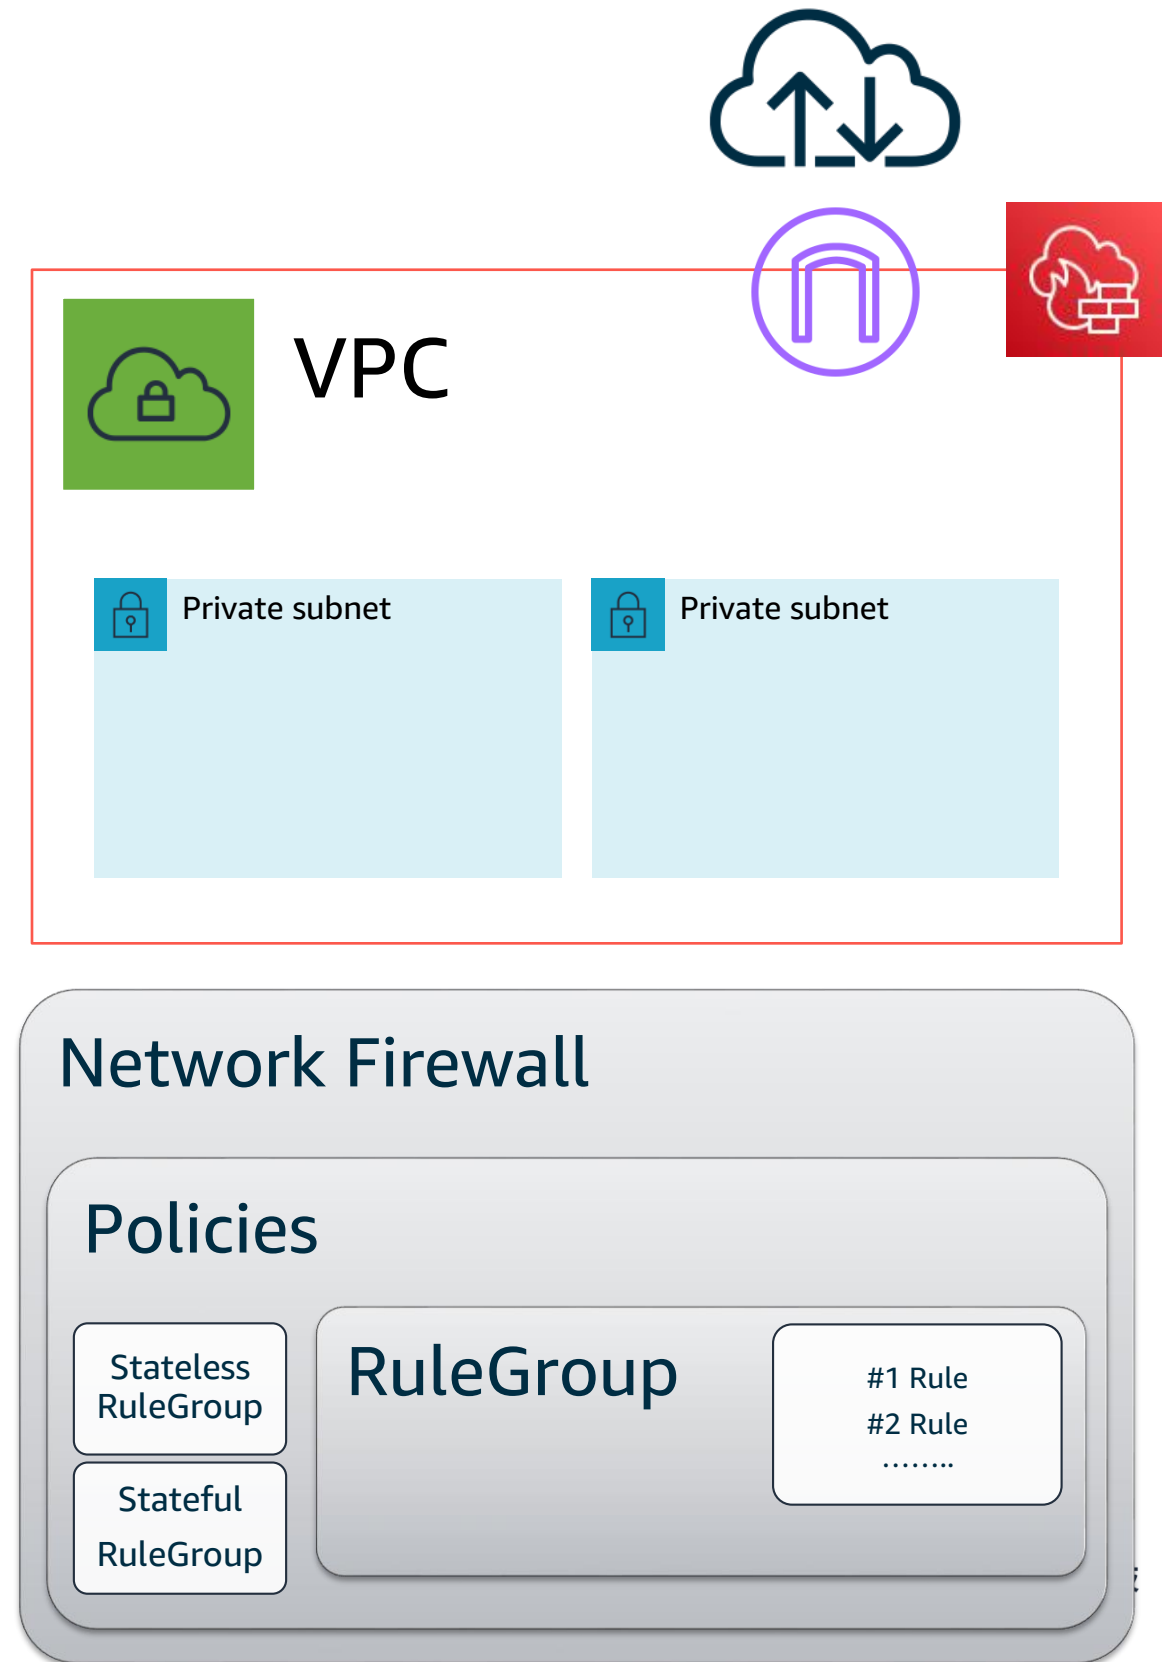 VPC
Private subnet
Private subnet
Network Firewall
Policies
Stateless
RuleGroup
Stateful
RuleGroup
RuleGroup
#1 Rule
#2 Rule
……..